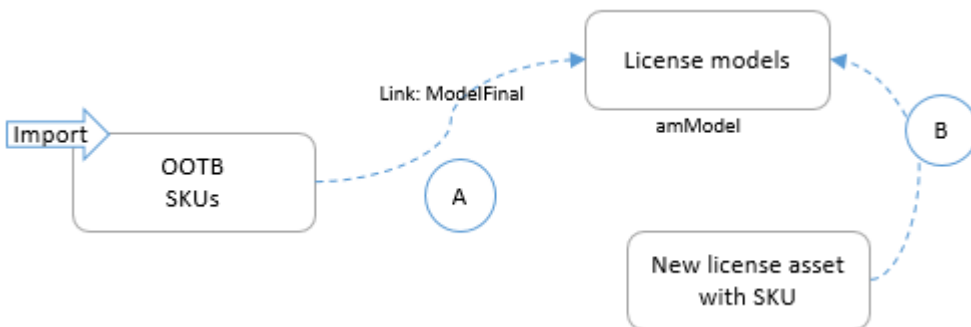 License models
Link: ModelFinal
amModel
Import
OOTB
SKUs
A
B
New license asset
with SKU